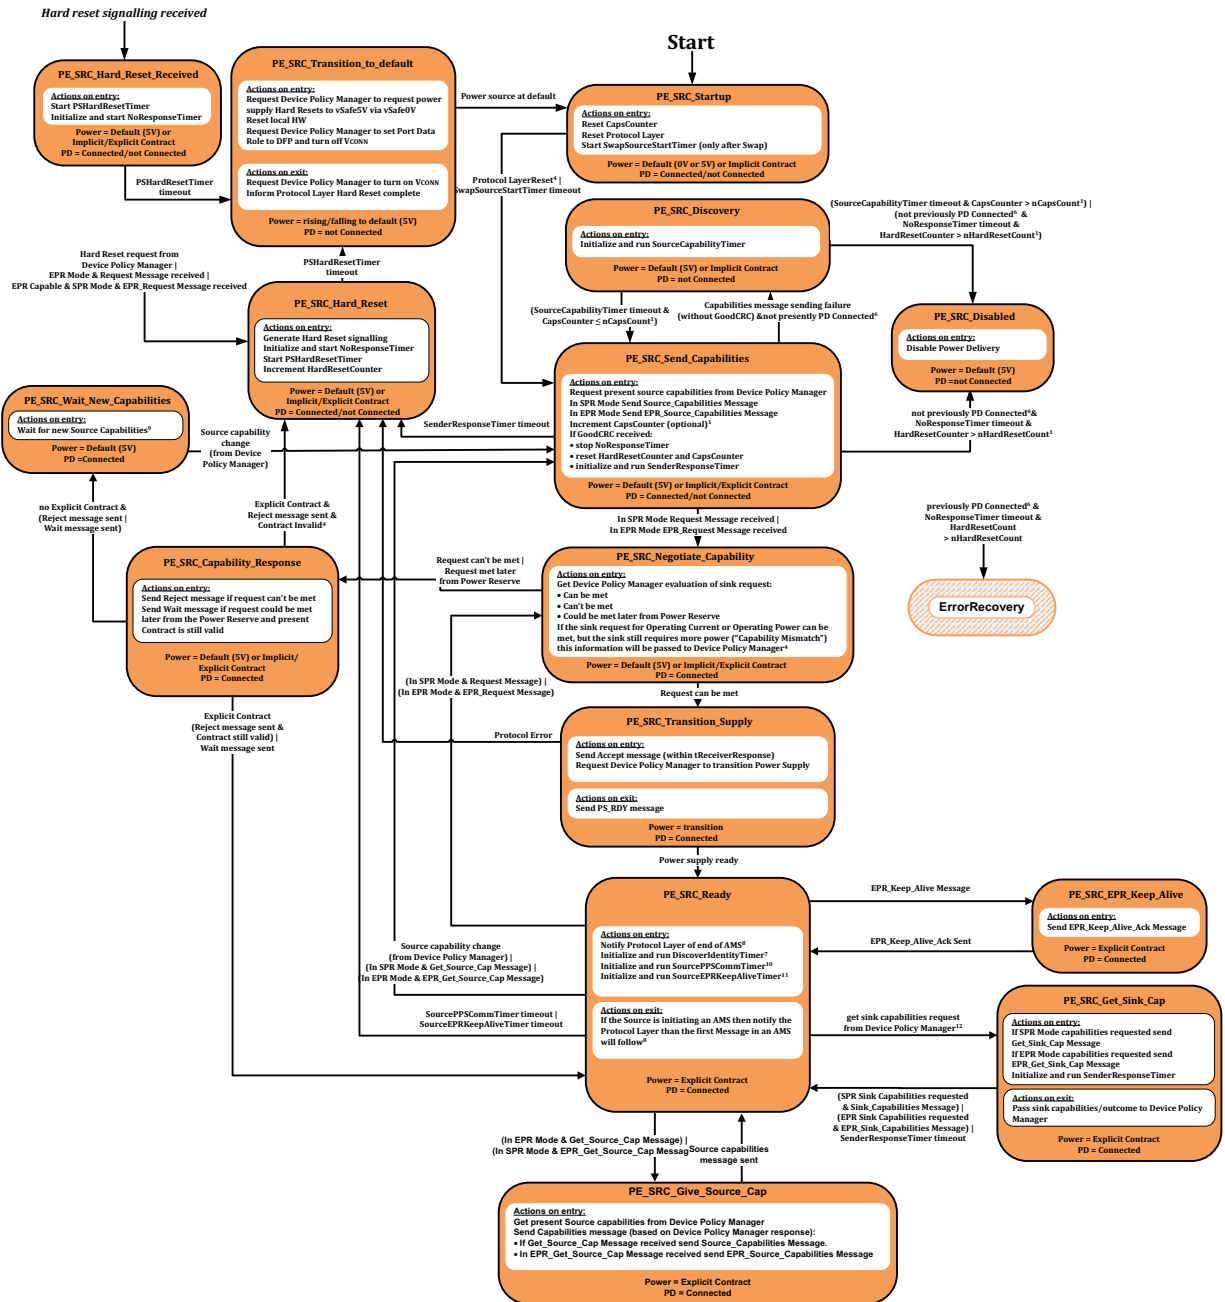 Hard reset signalling received
PE_SRC_Hard_Reset_Received
Actions on entry:
Start PSHardResetTimer
Initialize and start NoResponseTimer
Power = Default (5V) or
Implicit/Explicit Contract
PD = Connected/not Connected
PSHardResetTimer
timeout
PE_SRC_Transition_to_default
Actions on entry:
Request Device Policy Manager to request power
supply Hard Resets to vSafe5V via vSafe0V
Reset local HW
Request Device Policy Manager to set Port Data
Role to DFP and turn off VCONN
Actions on exit:
Request Device Policy Manager to turn on VCONN
Inform Protocol Layer Hard Reset complete
Power = rising/falling to default (5V)
PD = not Connected
Power source at default
Start
PE_SRC_Startup
Actions on entry:
Reset CapsCounter
Reset Protocol Layer
Start SwapSourceStartTimer (only after Swap)
Power = Default (0V or 5V) or Implicit Contract
PD = Connected/not Connected
Protocol LayerReset⁴ |
SwapSourceStartTimer timeout
PE_SRC_Discovery
Actions on entry:
Initialize and run SourceCapabilityTimer
Power = Default (5V) or Implicit Contract
PD = not Connected
(SourceCapabilityTimer timeout & CapsCounter > nCapsCount¹) |
(not previously PD Connected⁶ &
NoResponseTimer timeout &
HardResetCounter > nHardResetCount¹)
Hard Reset request from
Device Policy Manager |
EPR Mode & Request Message received |
EPR Capable & SPR Mode & EPR_Request Message received
PSHardResetTimer
timeout
PE_SRC_Hard_Reset
Actions on entry:
Generate Hard Reset signalling
Initialize and start NoResponseTimer
Start PSHardResetTimer
Increment HardResetCounter
Power = Default (5V) or
Implicit/Explicit Contract
PD = Connected/not Connected
(SourceCapabilityTimer timeout &
CapsCounter ≤ nCapsCount¹)
Capabilities message sending failure
(without GoodCRC) &not presently PD Connected⁶
PE_SRC_Disabled
Actions on entry:
Disable Power Delivery
Power = Default (5V)
PD =not Connected
PE_SRC_Send_Capabilities
Actions on entry:
Request present source capabilities from Device Policy Manager
In SPR Mode Send Source_Capabilities Message
In EPR Mode Send EPR_Source_Capabilities Message
Increment CapsCounter (optional)¹
If GoodCRC received:
• stop NoResponseTimer
• reset HardResetCounter and CapsCounter
• initialize and run SenderResponseTimer
Power = Default (5V) or Implicit/Explicit Contract
PD = Connected/not Connected
SenderResponseTimer timeout
not previously PD Connected⁶&
NoResponseTimer timeout &
HardResetCounter > nHardResetCount¹
PE_SRC_Wait_New_Capabilities
Actions on entry:
Wait for new Source Capabilities⁹
Power = Default (5V)
PD =Connected
Source capability
change
(from Device
Policy Manager)
no Explicit Contract &
(Reject message sent |
Wait message sent)
Explicit Contract &
Reject message sent &
Contract Invalid⁴
In SPR Mode Request Message received |
In EPR Mode EPR_Request Message received
previously PD Connected⁶ &
NoResponseTimer timeout &
HardResetCount
> nHardResetCount
ErrorRecovery
PE_SRC_Capability_Response
Actions on entry:
Send Reject message if request can't be met
Send Wait message if request could be met
later from the Power Reserve and present
Contract is still valid
Power = Default (5V) or Implicit/
Explicit Contract
PD = Connected
Request can't be met |
Request met later
from Power Reserve
PE_SRC_Negotiate_Capability
Actions on entry:
Get Device Policy Manager evaluation of sink request:
• Can be met
• Can't be met
• Could be met later from Power Reserve
If the sink request for Operating Current or Operating Power can be
met, but the sink still requires more power ("Capability Mismatch")
this information will be passed to Device Policy Manager⁴
Power = Default (5V) or Implicit/Explicit Contract
PD = Connected
(In SPR Mode & Request Message) |
(In EPR Mode & EPR_Request Message)
Request can be met
Explicit Contract
(Reject message sent &
Contract still valid) |
Wait message sent
Protocol Error
PE_SRC_Transition_Supply
Actions on entry:
Send Accept message (within tReceiverResponse)
Request Device Policy Manager to transition Power Supply
Actions on exit:
Send PS_RDY message
Power = transition
PD = Connected
Power supply ready
PE_SRC_Ready
Actions on entry:
Notify Protocol Layer of end of AMS⁸
Initialize and run DiscoverIdentityTimer⁷
Initialize and run SourcePPSCommTimer¹⁰
Initialize and run SourceEPRKeepAliveTimer¹¹
Actions on exit:
If the Source is initiating an AMS then notify the
Protocol Layer than the first Message in an AMS
will follow⁸
Power = Explicit Contract
PD = Connected
Source capability change
(from Device Policy Manager) |
(In SPR Mode & Get_Source_Cap Message) |
(In EPR Mode & EPR_Get_Source_Cap Message)
SourcePPSCommTimer timeout |
SourceEPRKeepAliveTimer timeout
EPR_Keep_Alive Message
EPR_Keep_Alive_Ack Sent
PE_SRC_EPR_Keep_Alive
Actions on entry:
Send EPR_Keep_Alive_Ack Message
Power = Explicit Contract
PD = Connected
get sink capabilities request
from Device Policy Manager¹²
PE_SRC_Get_Sink_Cap
Actions on entry:
If SPR Mode capabilities requested send
Get_Sink_Cap Message
If EPR Mode capabilities requested send
EPR_Get_Sink_Cap Message
Initialize and run SenderResponseTimer
Actions on exit:
Pass sink capabilities/outcome to Device Policy
Manager
Power = Explicit Contract
PD = Connected
(SPR Sink Capabilities requested
& Sink_Capabilities Message) |
(EPR Sink Capabilities requested
& EPR_Sink_Capabilities Message) |
SenderResponseTimer timeout
(In EPR Mode & Get_Source_Cap Message) |
(In SPR Mode & EPR_Get_Source_Cap Messag
Source capabilities
message sent
PE_SRC_Give_Source_Cap
Actions on entry:
Get present Source capabilities from Device Policy Manager
Send Capabilities message (based on Device Policy Manager response):
• If Get_Source_Cap Message received send Source_Capabilities Message.
• In EPR_Get_Source_Cap Message received send EPR_Source_Capabilities Message
Power = Explicit Contract
PD = Connected